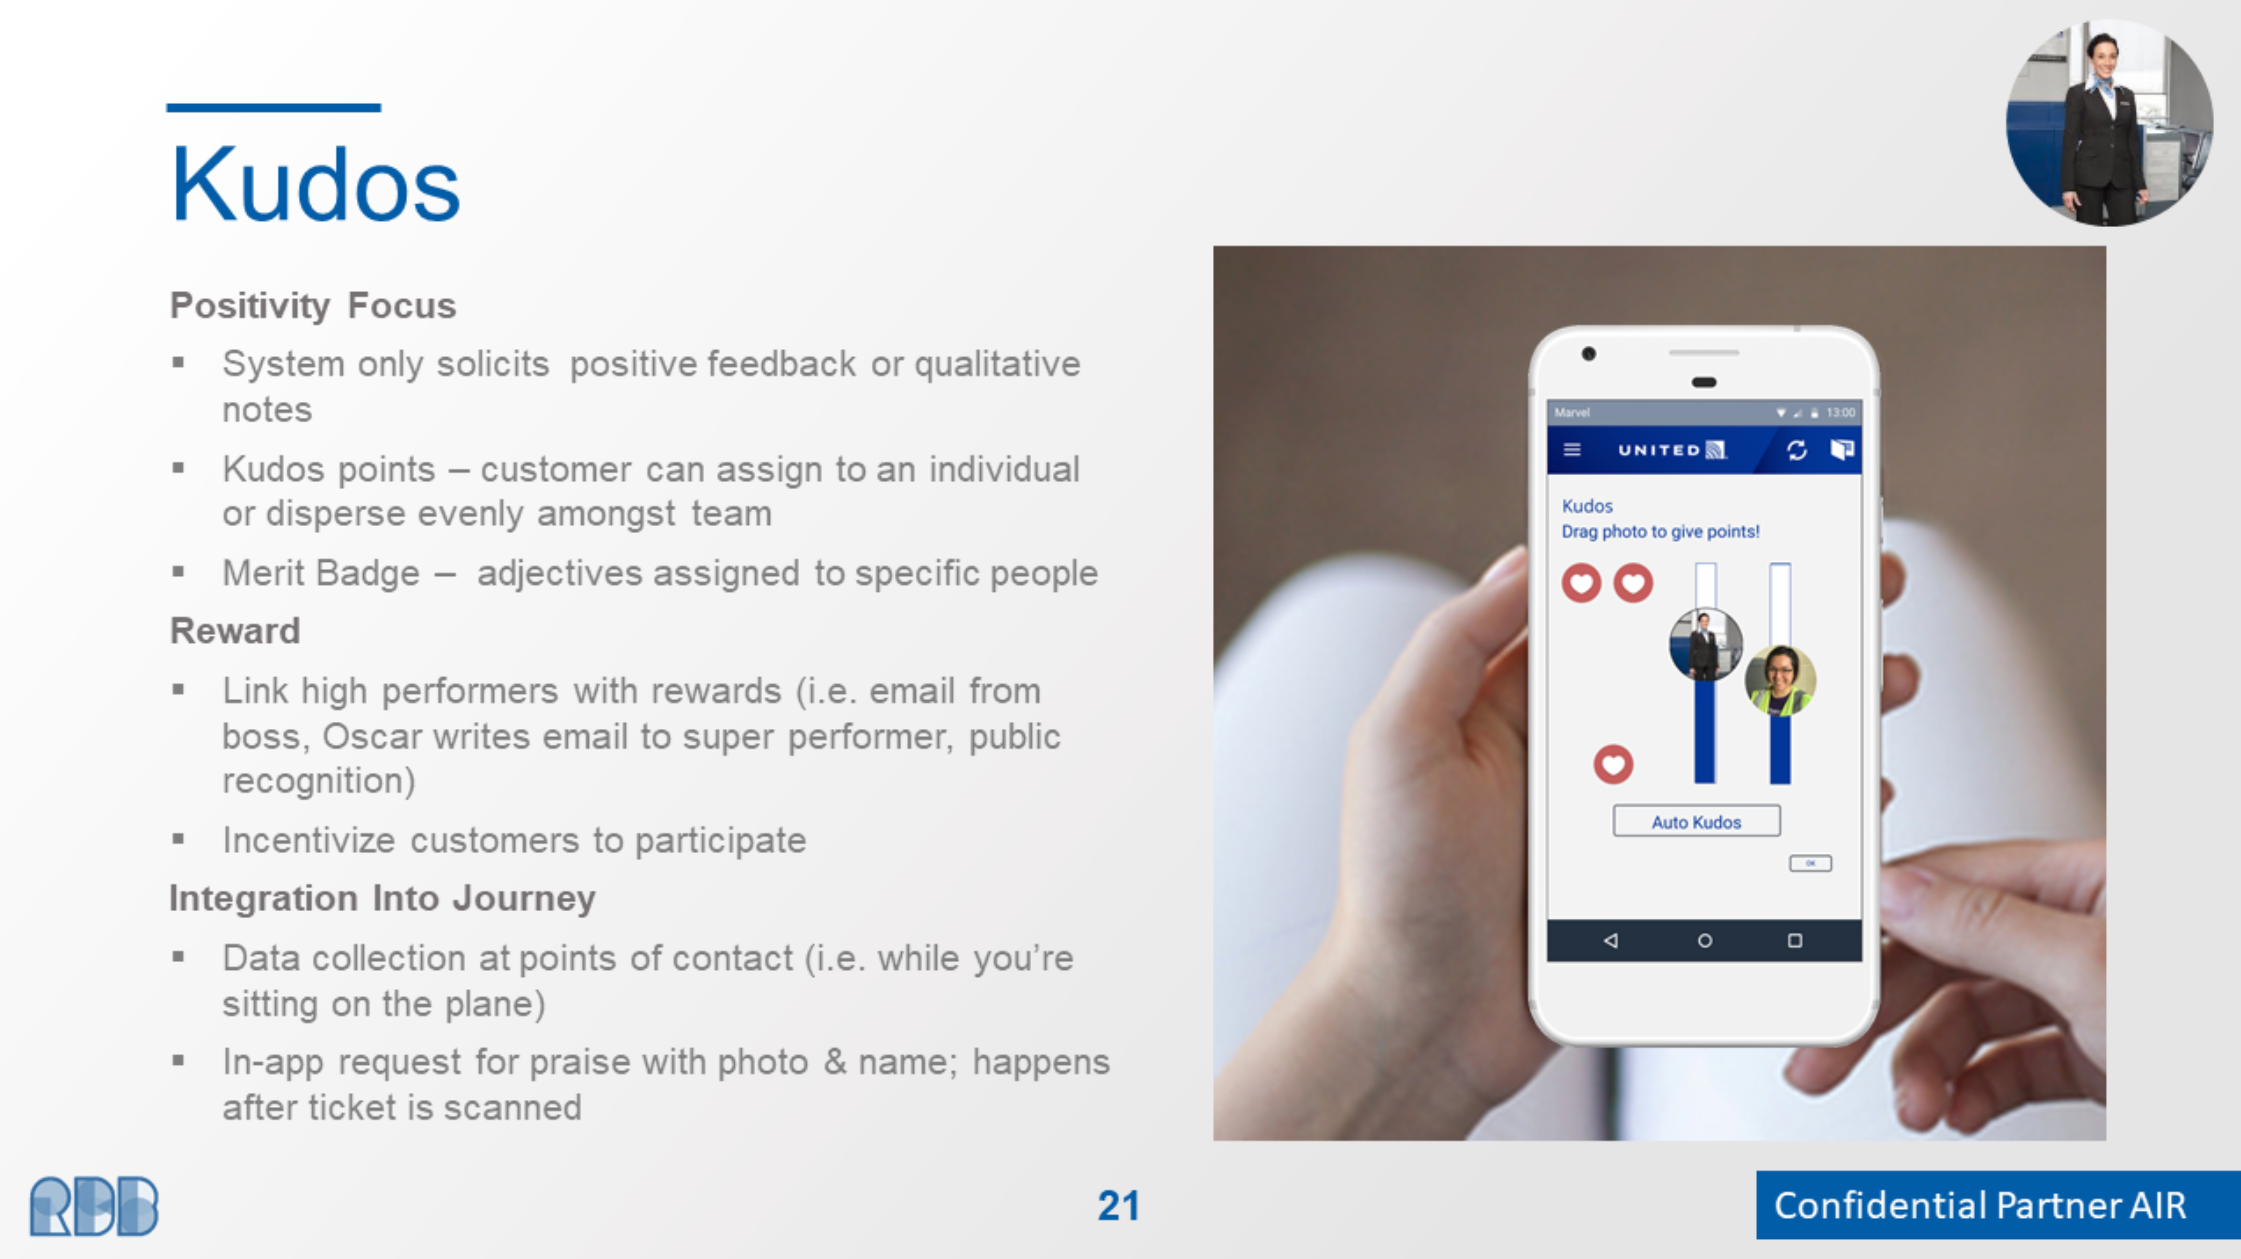 Kudos
Positivity Focus
▪ System only solicits positive feedback or qualitative
notes
▪ Kudos points – customer can assign to an individual
or disperse evenly amongst team
▪ Merit Badge – adjectives assigned to specific people
Reward
▪ Link high performers with rewards (i.e. email from
boss, Oscar writes email to super performer, public
recognition)
▪ Incentivize customers to participate
Integration Into Journey
▪ Data collection at points of contact (i.e. while you're
sitting on the plane)
▪ In-app request for praise with photo & name; happens
after ticket is scanned
Marvel 13:00
UNITED
Kudos
Drag photo to give points!
Auto Kudos
OK
RBB
21
Confidential Partner AIR